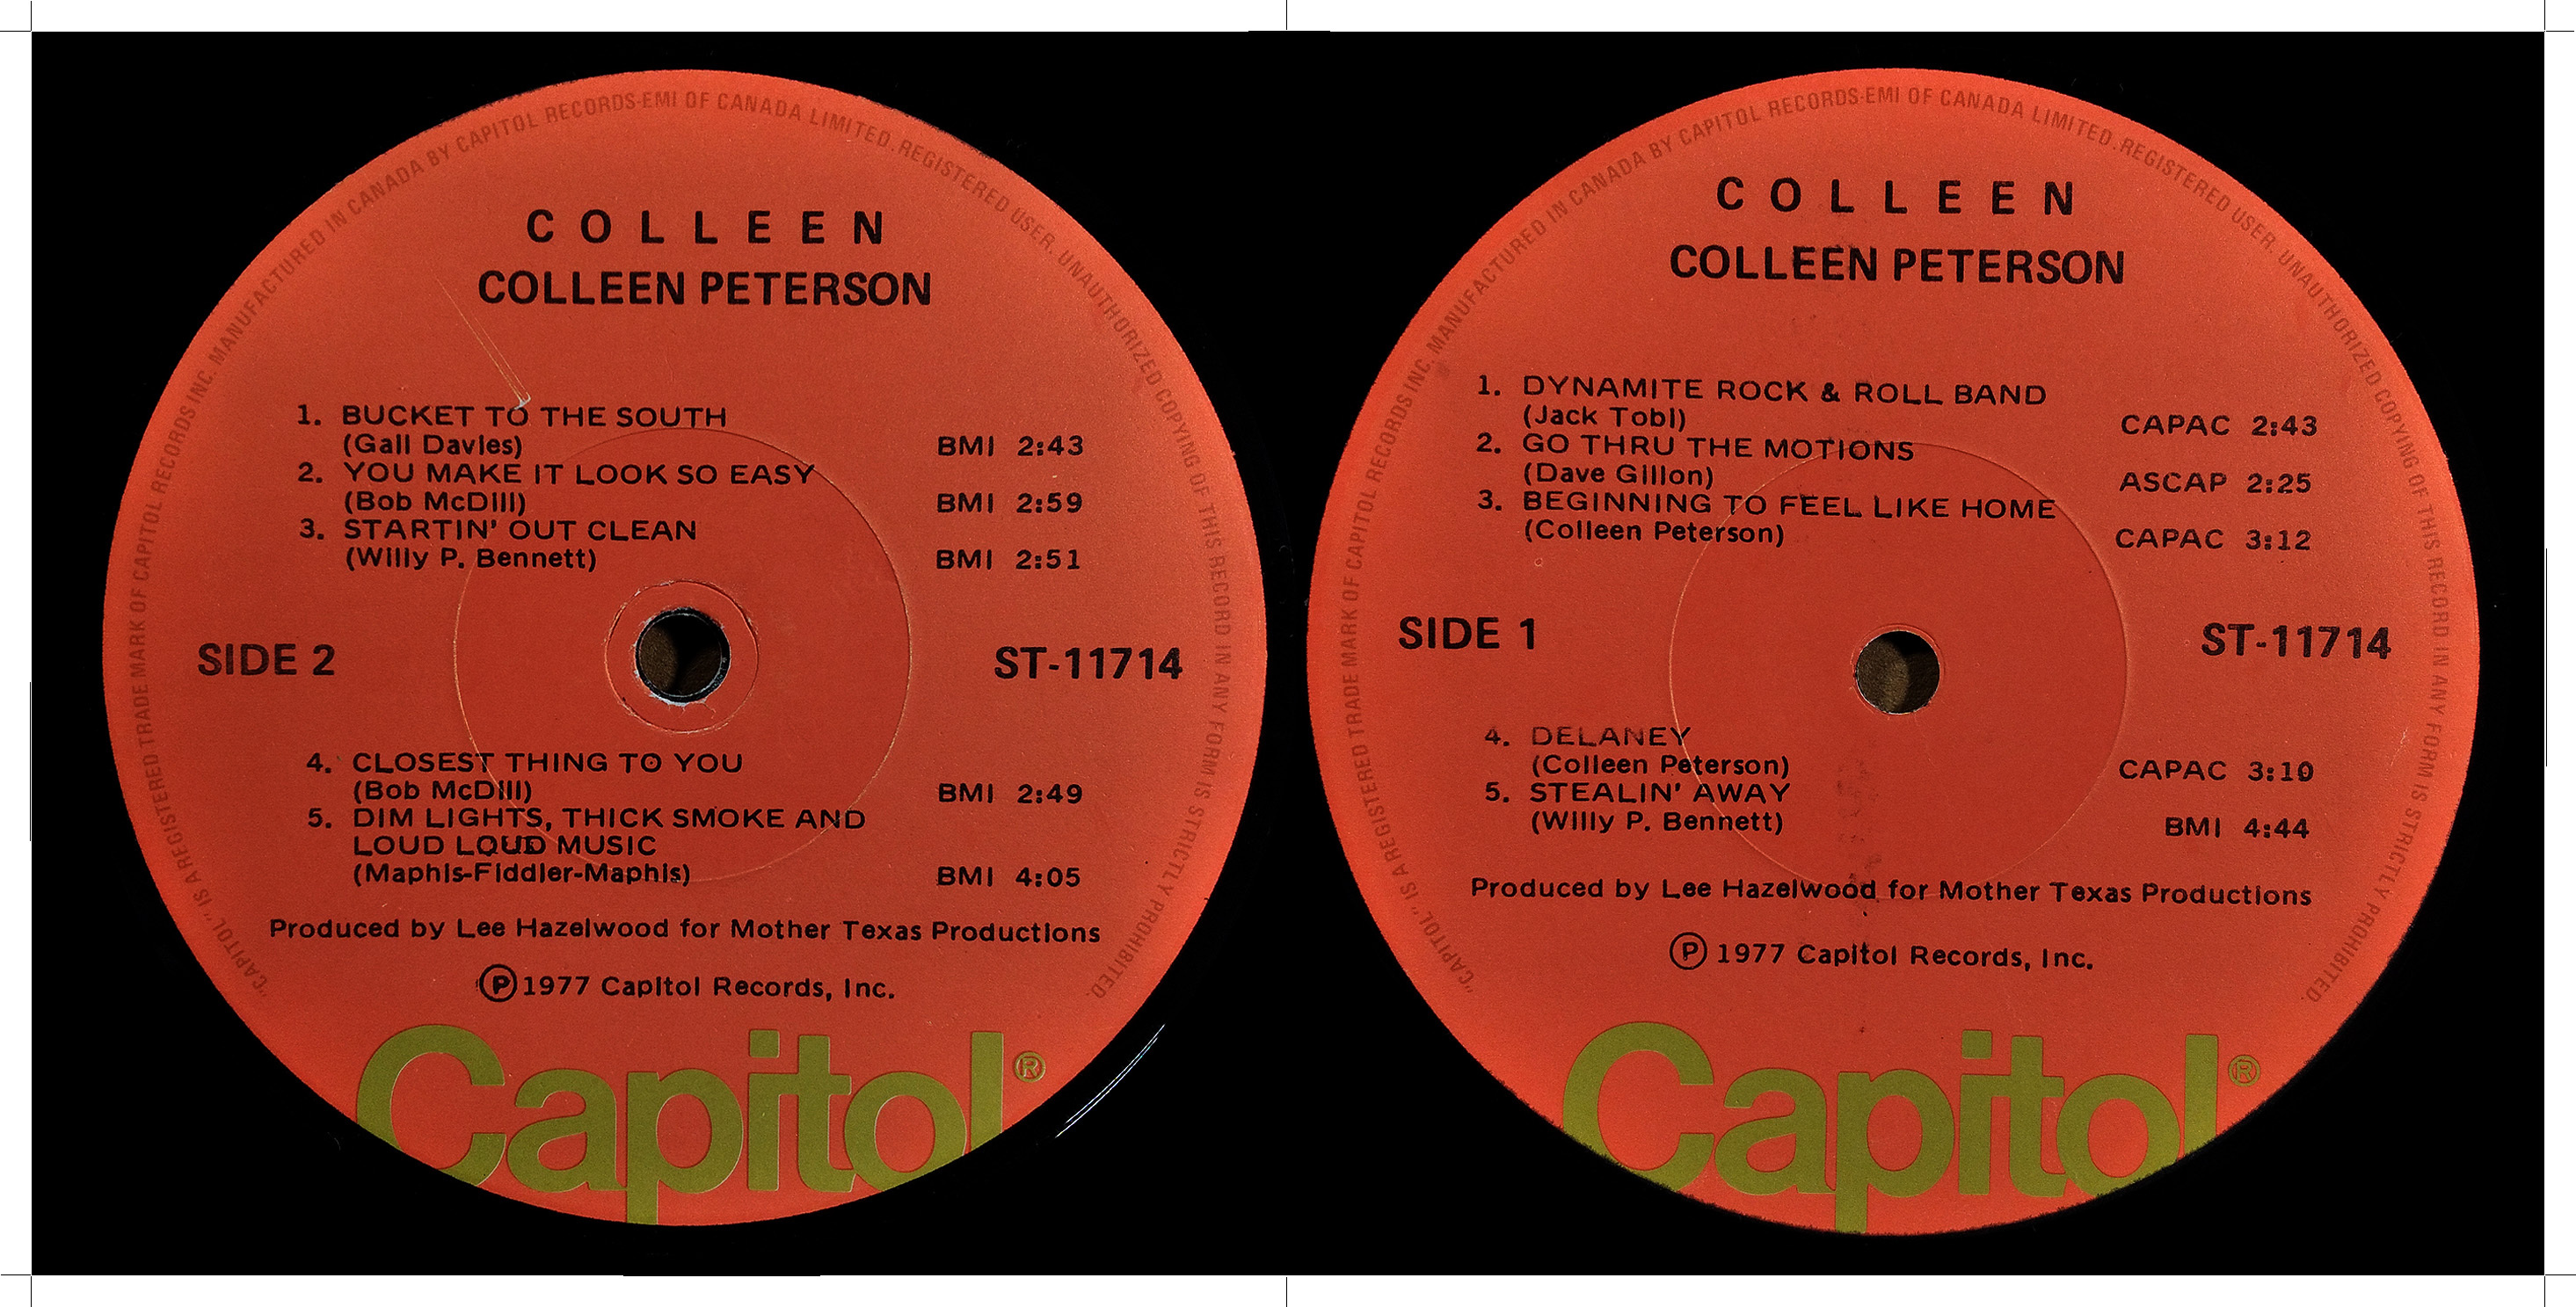 "CAPITOL" IS A REGISTERED TRADE MARK OF CAPITOL RECORDS INC. MANUFACTURED IN CANADA BY CAPITOL RECORDS-EMI OF CANADA LIMITED. REGISTERED USER. UNAUTHORIZED COPYING OF THIS RECORD IN ANY FORM IS STRICTLY PROHIBITED.
COLLEEN
COLLEEN PETERSON
1. BUCKET TO THE SOUTH
(Gail Davies) BMI 2:43
2. YOU MAKE IT LOOK SO EASY
(Bob McDill) BMI 2:59
3. STARTIN' OUT CLEAN
(Willy P. Bennett) BMI 2:51
SIDE 2 ST-11714
4. CLOSEST THING TO YOU
(Bob McDill) BMI 2:49
5. DIM LIGHTS, THICK SMOKE AND
LOUD LOUD MUSIC
(Maphis-Fiddler-Maphis) BMI 4:05
Produced by Lee Hazelwood for Mother Texas Productions
Ⓟ 1977 Capitol Records, Inc.
Capitol®
"CAPITOL" IS A REGISTERED TRADE MARK OF CAPITOL RECORDS INC. MANUFACTURED IN CANADA BY CAPITOL RECORDS-EMI OF CANADA LIMITED. REGISTERED USER. UNAUTHORIZED COPYING OF THIS RECORD IN ANY FORM IS STRICTLY PROHIBITED.
COLLEEN
COLLEEN PETERSON
1. DYNAMITE ROCK & ROLL BAND
(Jack Tobi) CAPAC 2:43
2. GO THRU THE MOTIONS
(Dave Gillon) ASCAP 2:25
3. BEGINNING TO FEEL LIKE HOME
(Colleen Peterson) CAPAC 3:12
SIDE 1 ST-11714
4. DELANEY
(Colleen Peterson) CAPAC 3:10
5. STEALIN' AWAY
(Willy P. Bennett) BMI 4:44
Produced by Lee Hazelwood for Mother Texas Productions
Ⓟ 1977 Capitol Records, Inc.
Capitol®